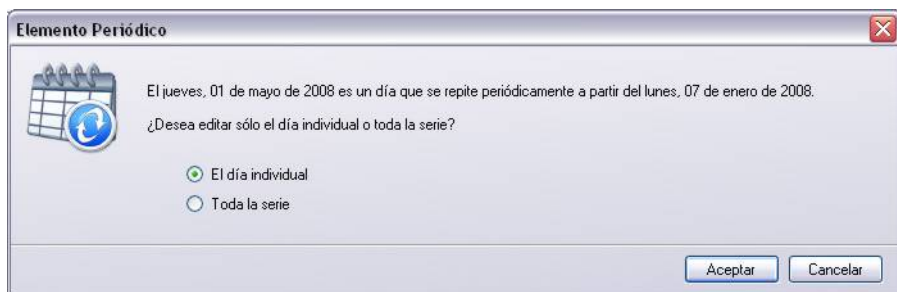 Elemento Periódico
El jueves, 01 de mayo de 2008 es un día que se repite periódicamente a partir del lunes, 07 de enero de 2008.
¿Desea editar sólo el día individual o toda la serie?
El día individual
Toda la serie
Aceptar
Cancelar